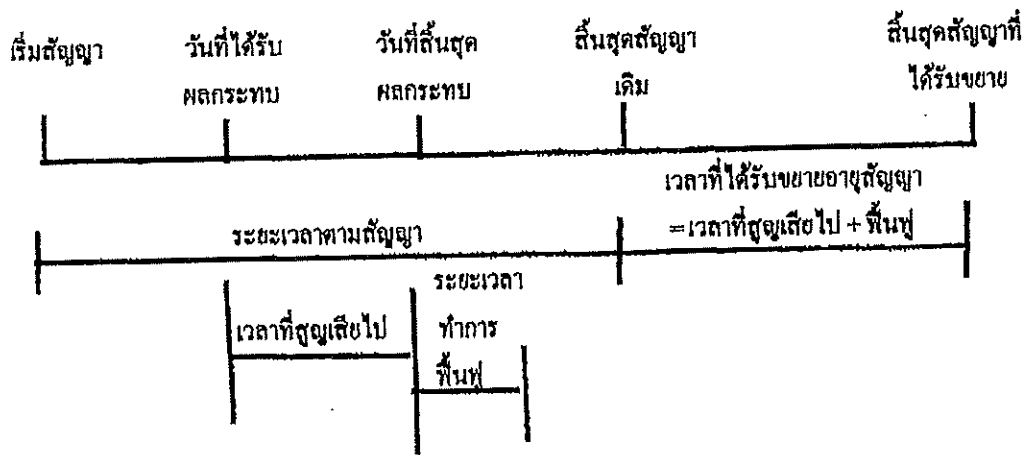 เริ่มสัญญา
วันที่ได้รับ
ผลกระทบ
วันที่สิ้นสุด
ผลกระทบ
สิ้นสุดสัญญา
เดิม
สิ้นสุดสัญญาที่
ได้รับขยาย
เวลาที่ได้รับขยายอายุสัญญา
=เวลาที่สูญเสียไป + ฟื้นฟู
ระยะเวลาตามสัญญา
เวลาที่สูญเสียไป
ระยะเวลา
ทำการ
ฟื้นฟู